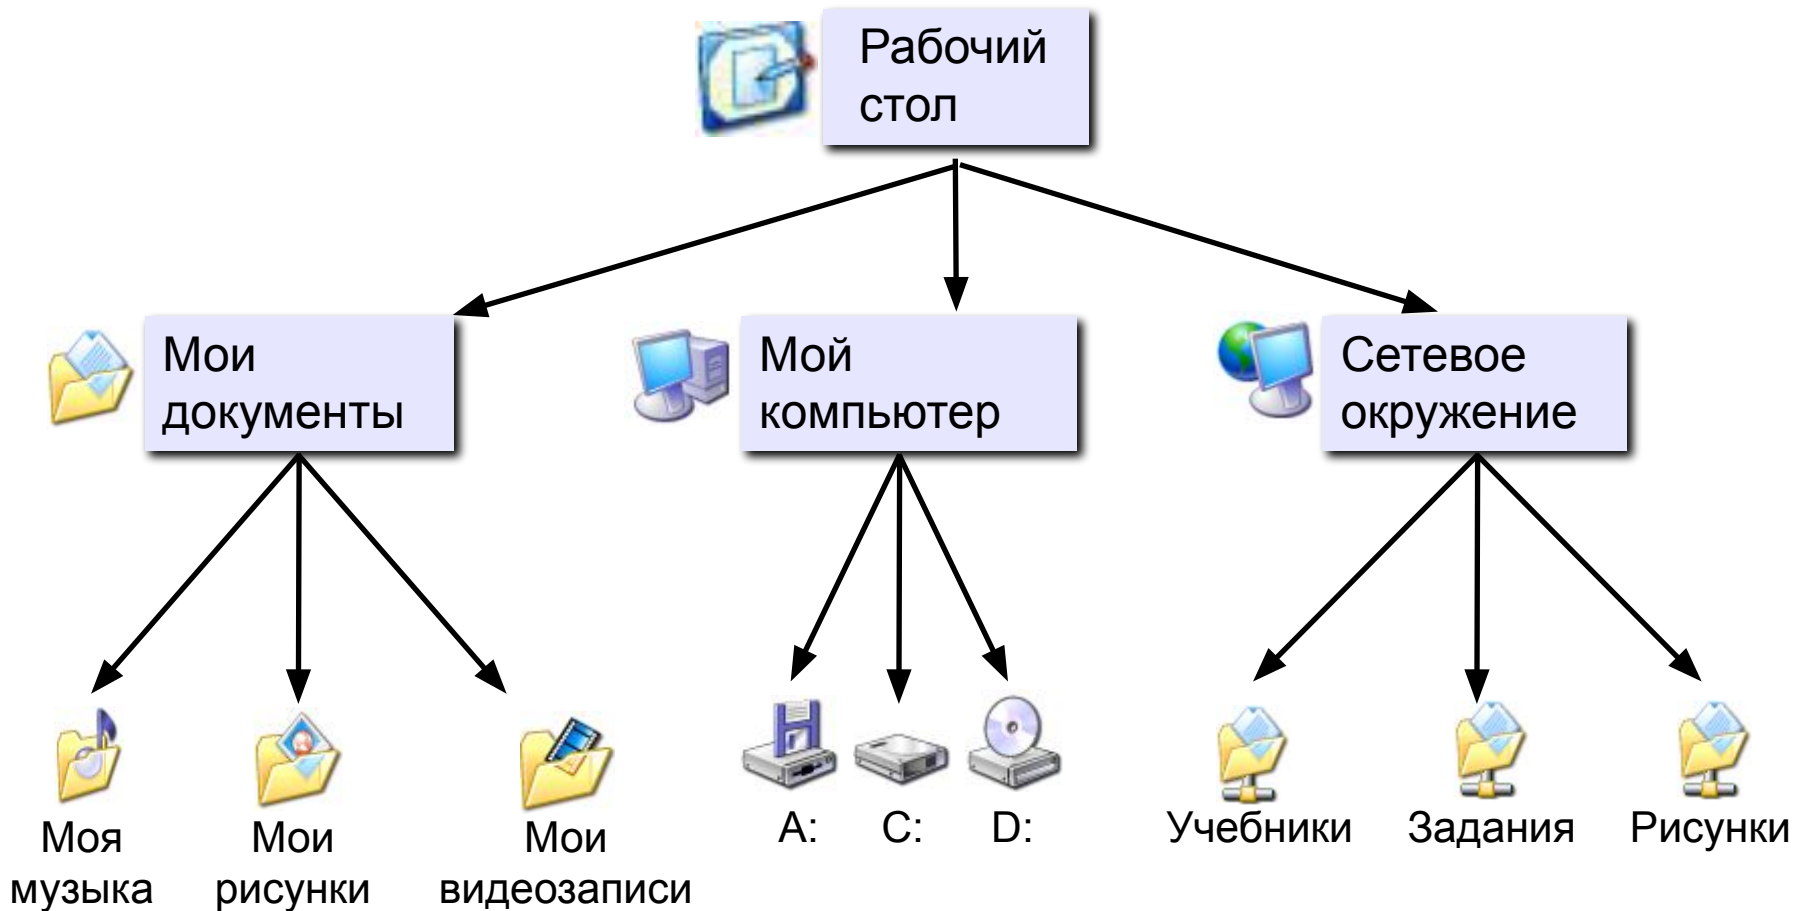 Рабочий
стол
Мои
документы
Мой
компьютер
Сетевое
окружение
Моя
музыка
Мои
рисунки
Мои
видеозаписи
A:
C:
D:
Учебники
Задания
Рисунки